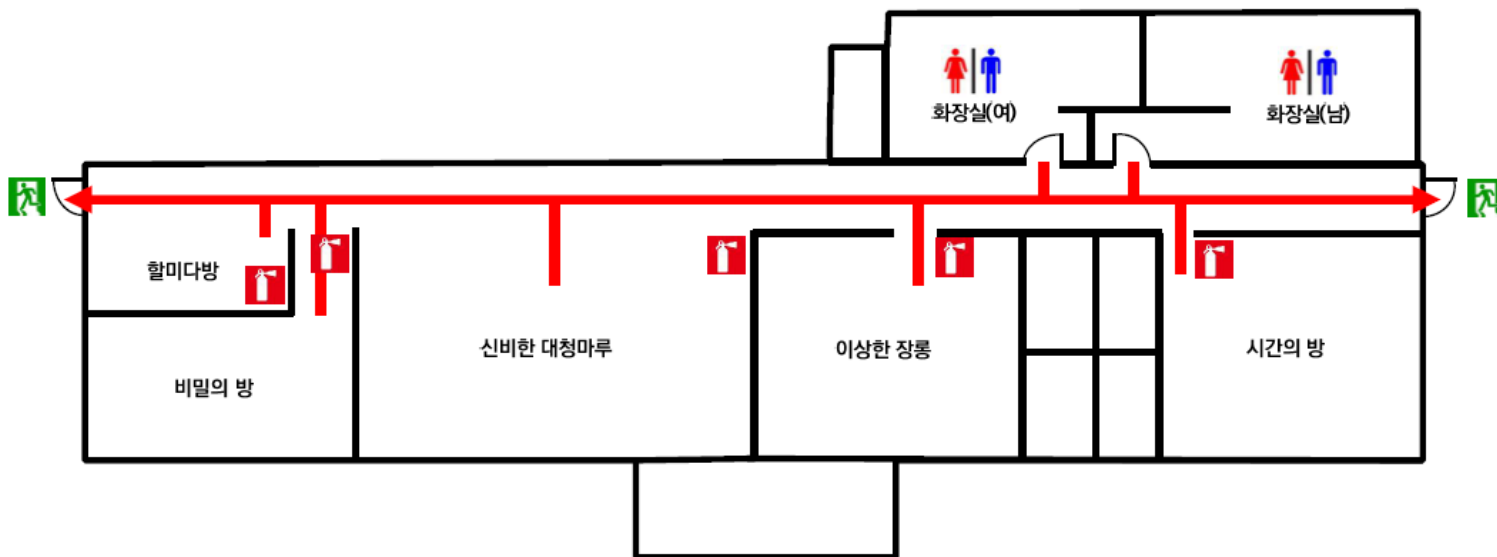 화장실(여)
화장실(남)
할미다방
신비한 대청마루
이상한 장롱
시간의 방
비밀의 방